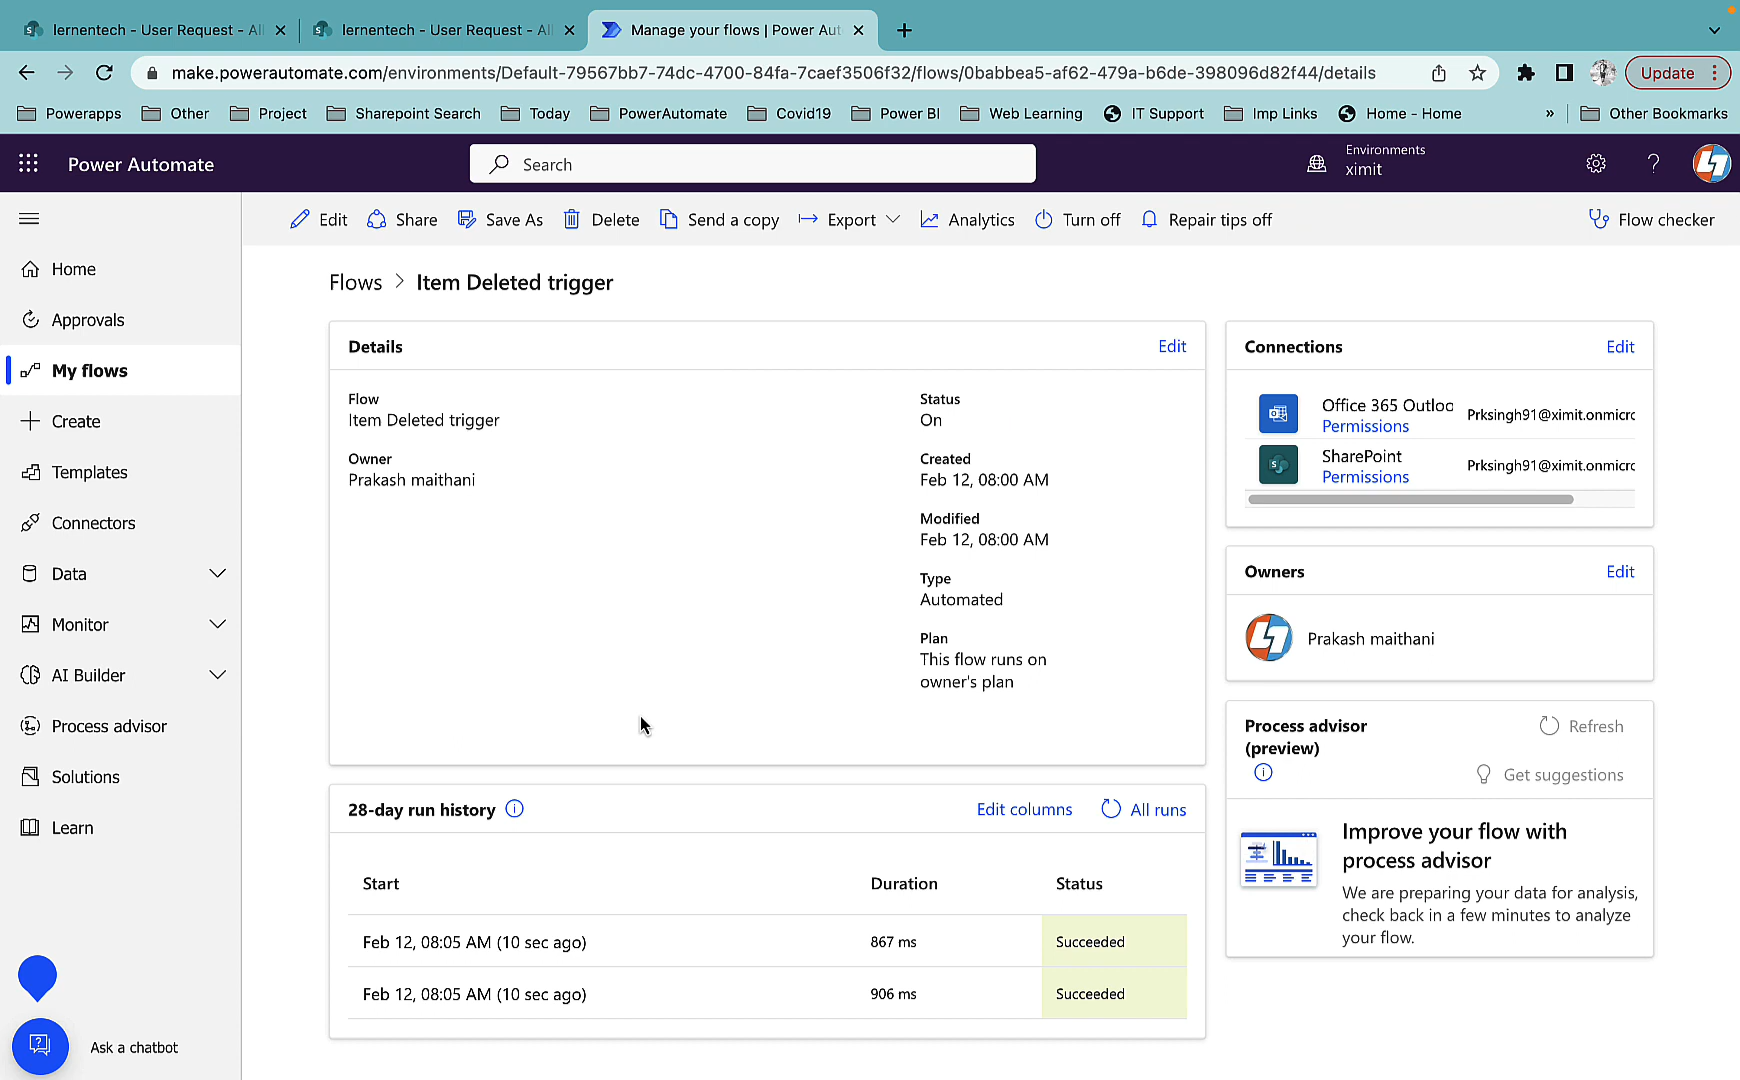 lernentech - User Request - All
lernentech - User Request - All
Manage your flows | Power Aut
make.powerautomate.com/environments/Default-79567bb7-74dc-4700-84fa-7caef3506f32/flows/0babbea5-af62-479a-b6de-398096d82f44/details
Update
Powerapps
Other
Project
Sharepoint Search
Today
PowerAutomate
Covid19
Power BI
Web Learning
IT Support
Imp Links
Home - Home
»
Other Bookmarks
Power Automate
Search
Environments
ximit
Edit
Share
Save As
Delete
Send a copy
Export
Analytics
Turn off
Repair tips off
Flow checker
Home
Approvals
My flows
Create
Templates
Connectors
Data
Monitor
AI Builder
Process advisor
Solutions
Learn
Ask a chatbot
Flows > Item Deleted trigger
Details
Edit
Flow
Item Deleted trigger
Owner
Prakash maithani
Status
On
Created
Feb 12, 08:00 AM
Modified
Feb 12, 08:00 AM
Type
Automated
Plan
This flow runs on
owner's plan
28-day run history
Edit columns
All runs
Start Duration Status
Feb 12, 08:05 AM (10 sec ago) 867 ms Succeeded
Feb 12, 08:05 AM (10 sec ago) 906 ms Succeeded
Connections
Edit
Office 365 Outloo
Permissions
Prksingh91@ximit.onmicro
SharePoint
Permissions
Prksingh91@ximit.onmicro
Owners
Edit
Prakash maithani
Process advisor
(preview)
Refresh
Get suggestions
Improve your flow with
process advisor
We are preparing your data for analysis,
check back in a few minutes to analyze
your flow.